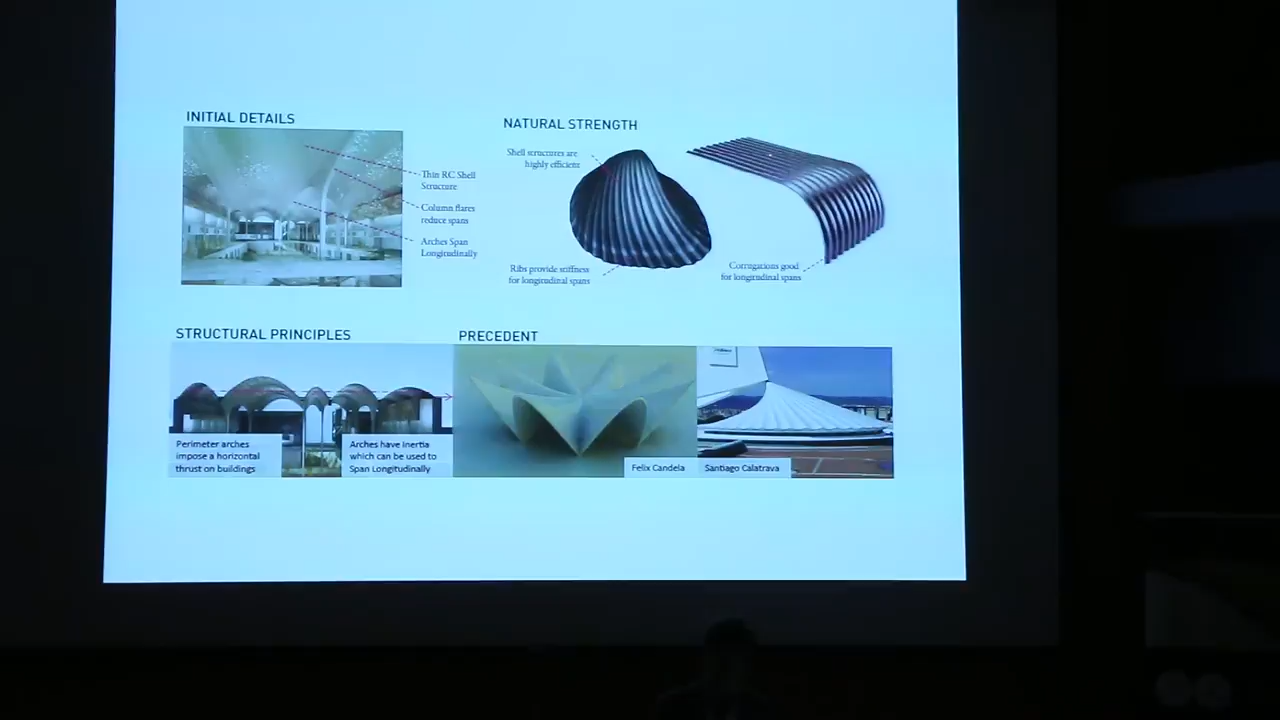 INITIAL DETAILS
Thin RC Shell
Structure
Column flares
reduce spans
Arches Span
Longitudinally
NATURAL STRENGTH
Shell structures are
highly efficient
Ribs provide stiffness
for longitudinal spans
Corrugations good
for longitudinal spans
STRUCTURAL PRINCIPLES
Perimeter arches
impose a horizontal
thrust on buildings
Arches have Inertia
which can be used to
Span Longitudinally
PRECEDENT
Felix Candela
Santiago Calatrava